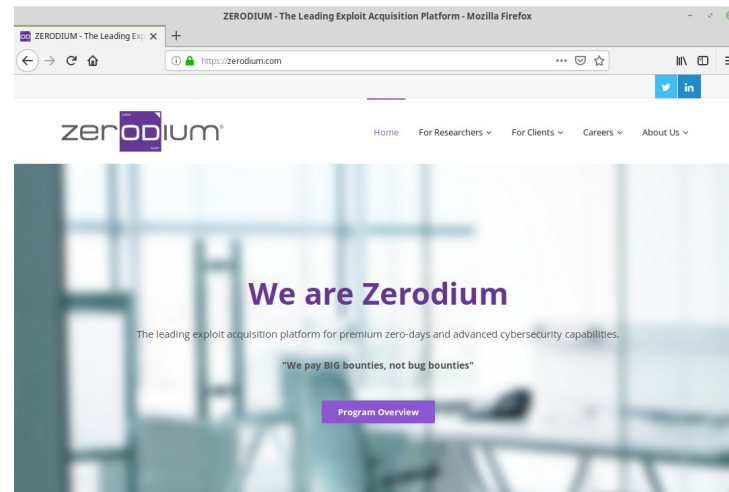 ZERODIUM - The Leading Exploit Acquisition Platform - Mozilla Firefox
ZERODIUM - The Leading Exp
https://zerodium.com
in
zerODIUM
Home For Researchers For Clients Careers About Us
We are Zerodium
The leading exploit acquisition platform for premium zero-days and advanced cybersecurity capabilities.
"We pay BIG bounties, not bug bounties"
Program Overview